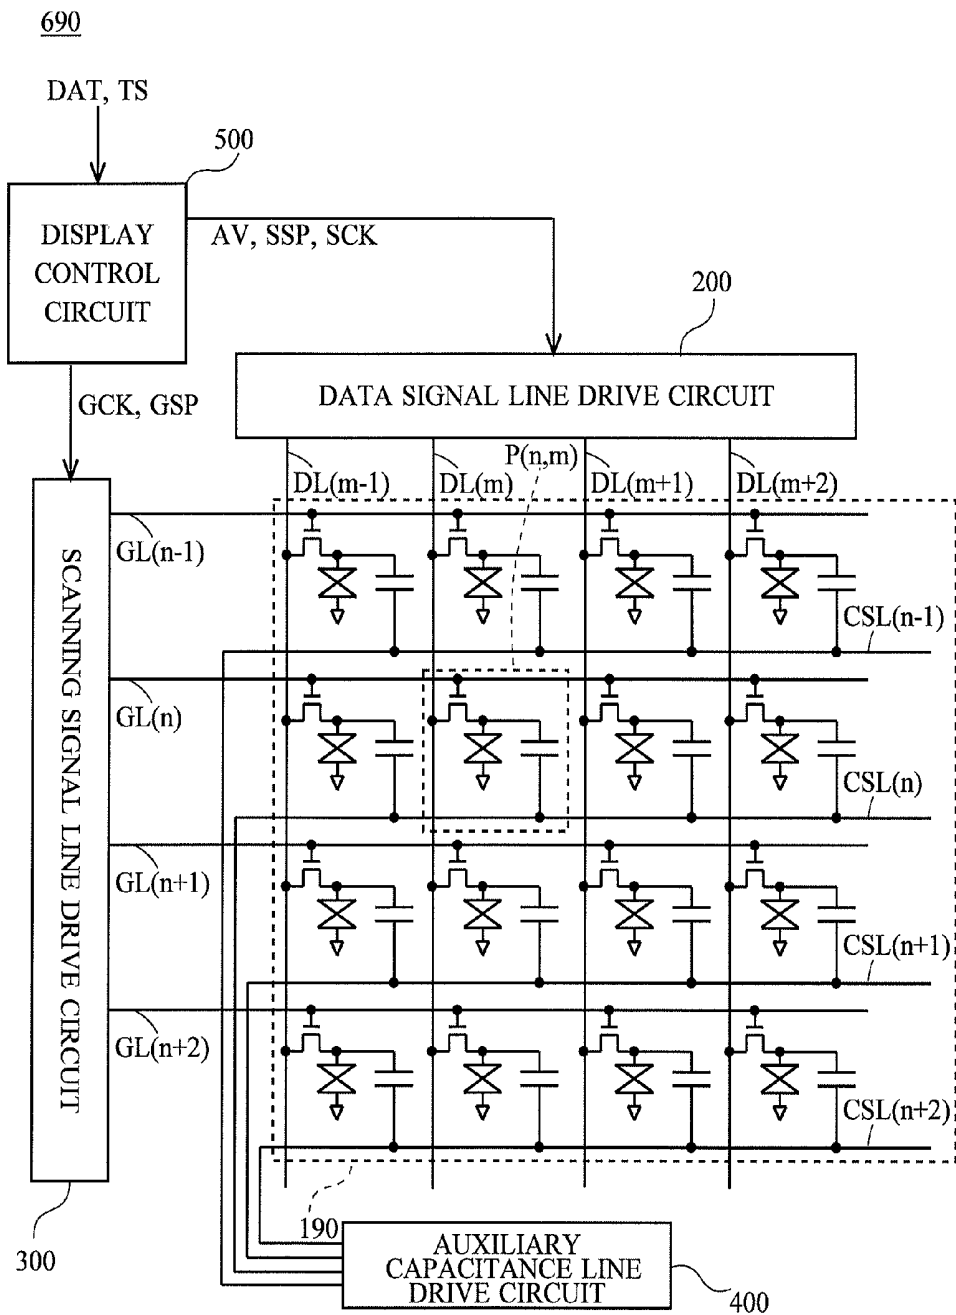 690
DAT, TS
500
DISPLAY
CONTROL
CIRCUIT
AV, SSP, SCK
200
DATA SIGNAL LINE DRIVE CIRCUIT
GCK, GSP
P(n,m)
DL(m-1)
DL(m)
DL(m+1)
DL(m+2)
SCANNING SIGNAL LINE DRIVE CIRCUIT
GL(n-1)
CSL(n-1)
GL(n)
CSL(n)
GL(n+1)
CSL(n+1)
GL(n+2)
CSL(n+2)
190
300
AUXILIARY
CAPACITANCE LINE
DRIVE CIRCUIT
400